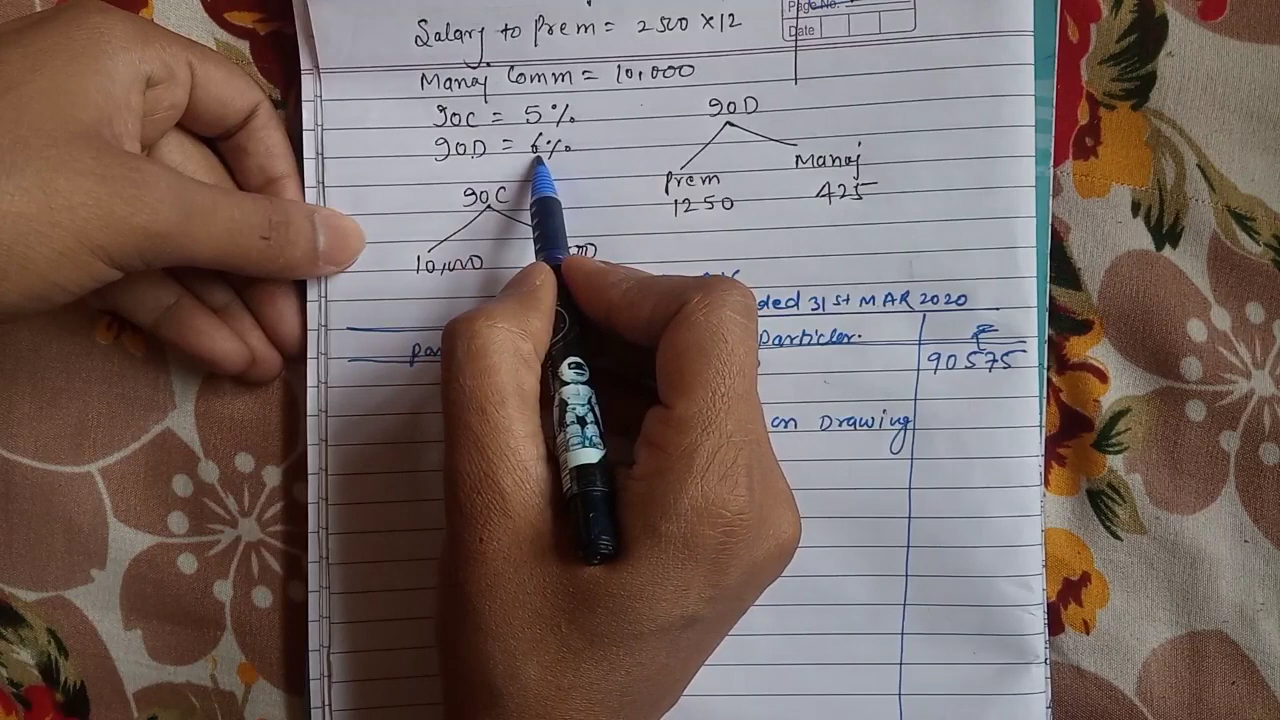 Page No.
Salary to Prem = 2500 × 12
Date
Manoj Comm = 10,000
IOC = 5%
IOD = 6%
IOD
Prem
1250
Manoj
425
IOC
10,000
ded 31st MAR 2020
Particler.
₹
90575
on Drawing